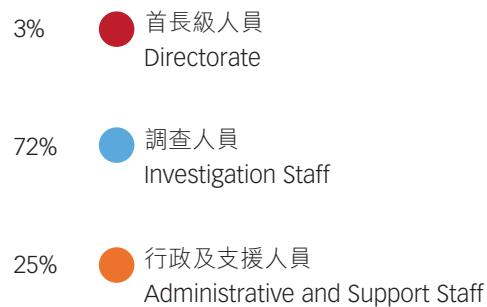 3%
首長級人員
Directorate
72%
調查人員
Investigation Staff
25%
行政及支援人員
Administrative and Support Staff